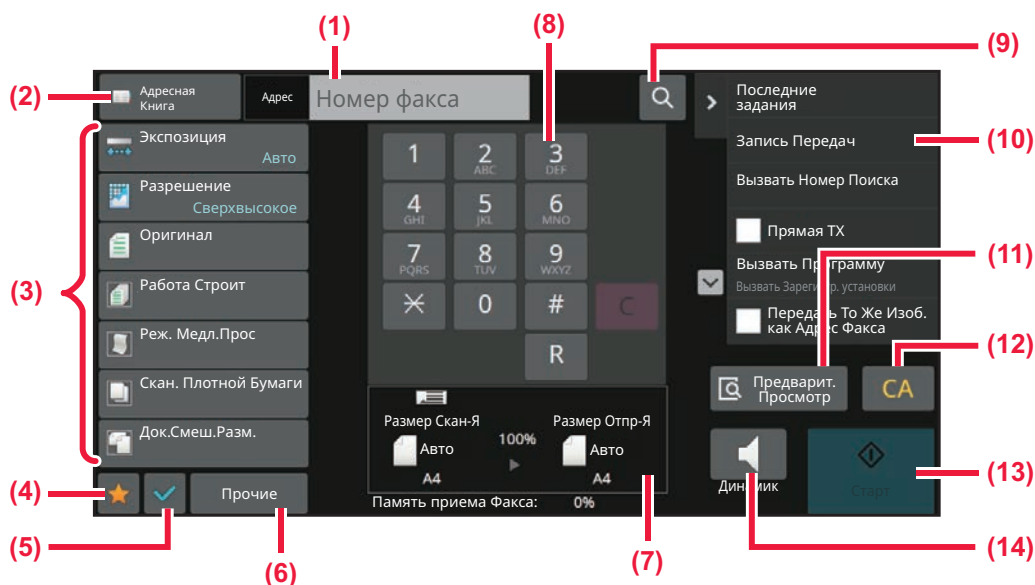 (1)
(8)
(9)
(2)
Адресная
Книга
Адрес
Номер факса
Последние
задания
(3)
Экспозиция
Авто
Разрешение
Сверхвысокое
Оригинал
Работа Строит
Реж. Медл.Прос
Скан. Плотной Бумаги
Док.Смеш.Разм.
1
2
ABC
3
DEF
4
GHI
5
JKL
6
MNO
7
PQRS
8
TUV
9
WXYZ
0
#
C
R
Запись Передач
(10)
Вызвать Номер Поиска
Прямая TX
(11)
Вызвать Программу
Вызвать Зарегистр. установки
Передать То Же Изоб.
как Адрес Факса
(12)
Предварит.
Просмотр
CA
Размер Скан-Я
Авто
A4
100%
Размер Отпр-Я
Авто
A4
Память приема Факса: 0%
Динамик
Старт
(13)
(4)
(5)
Прочие
(6)
(7)
(14)